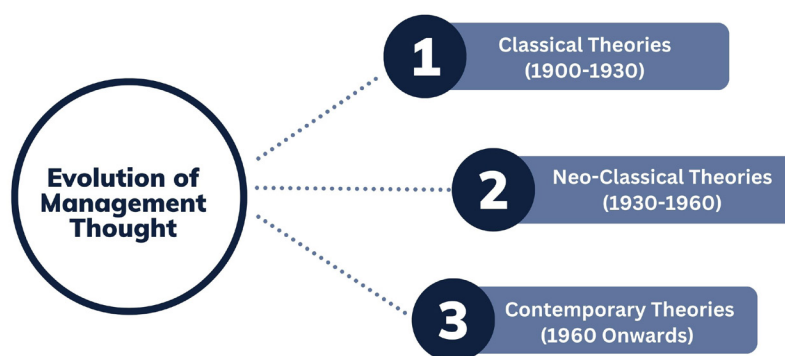 Evolution of
Management
Thought
1
Classical Theories
(1900-1930)
2
Neo-Classical Theories
(1930-1960)
3
Contemporary Theories
(1960 Onwards)